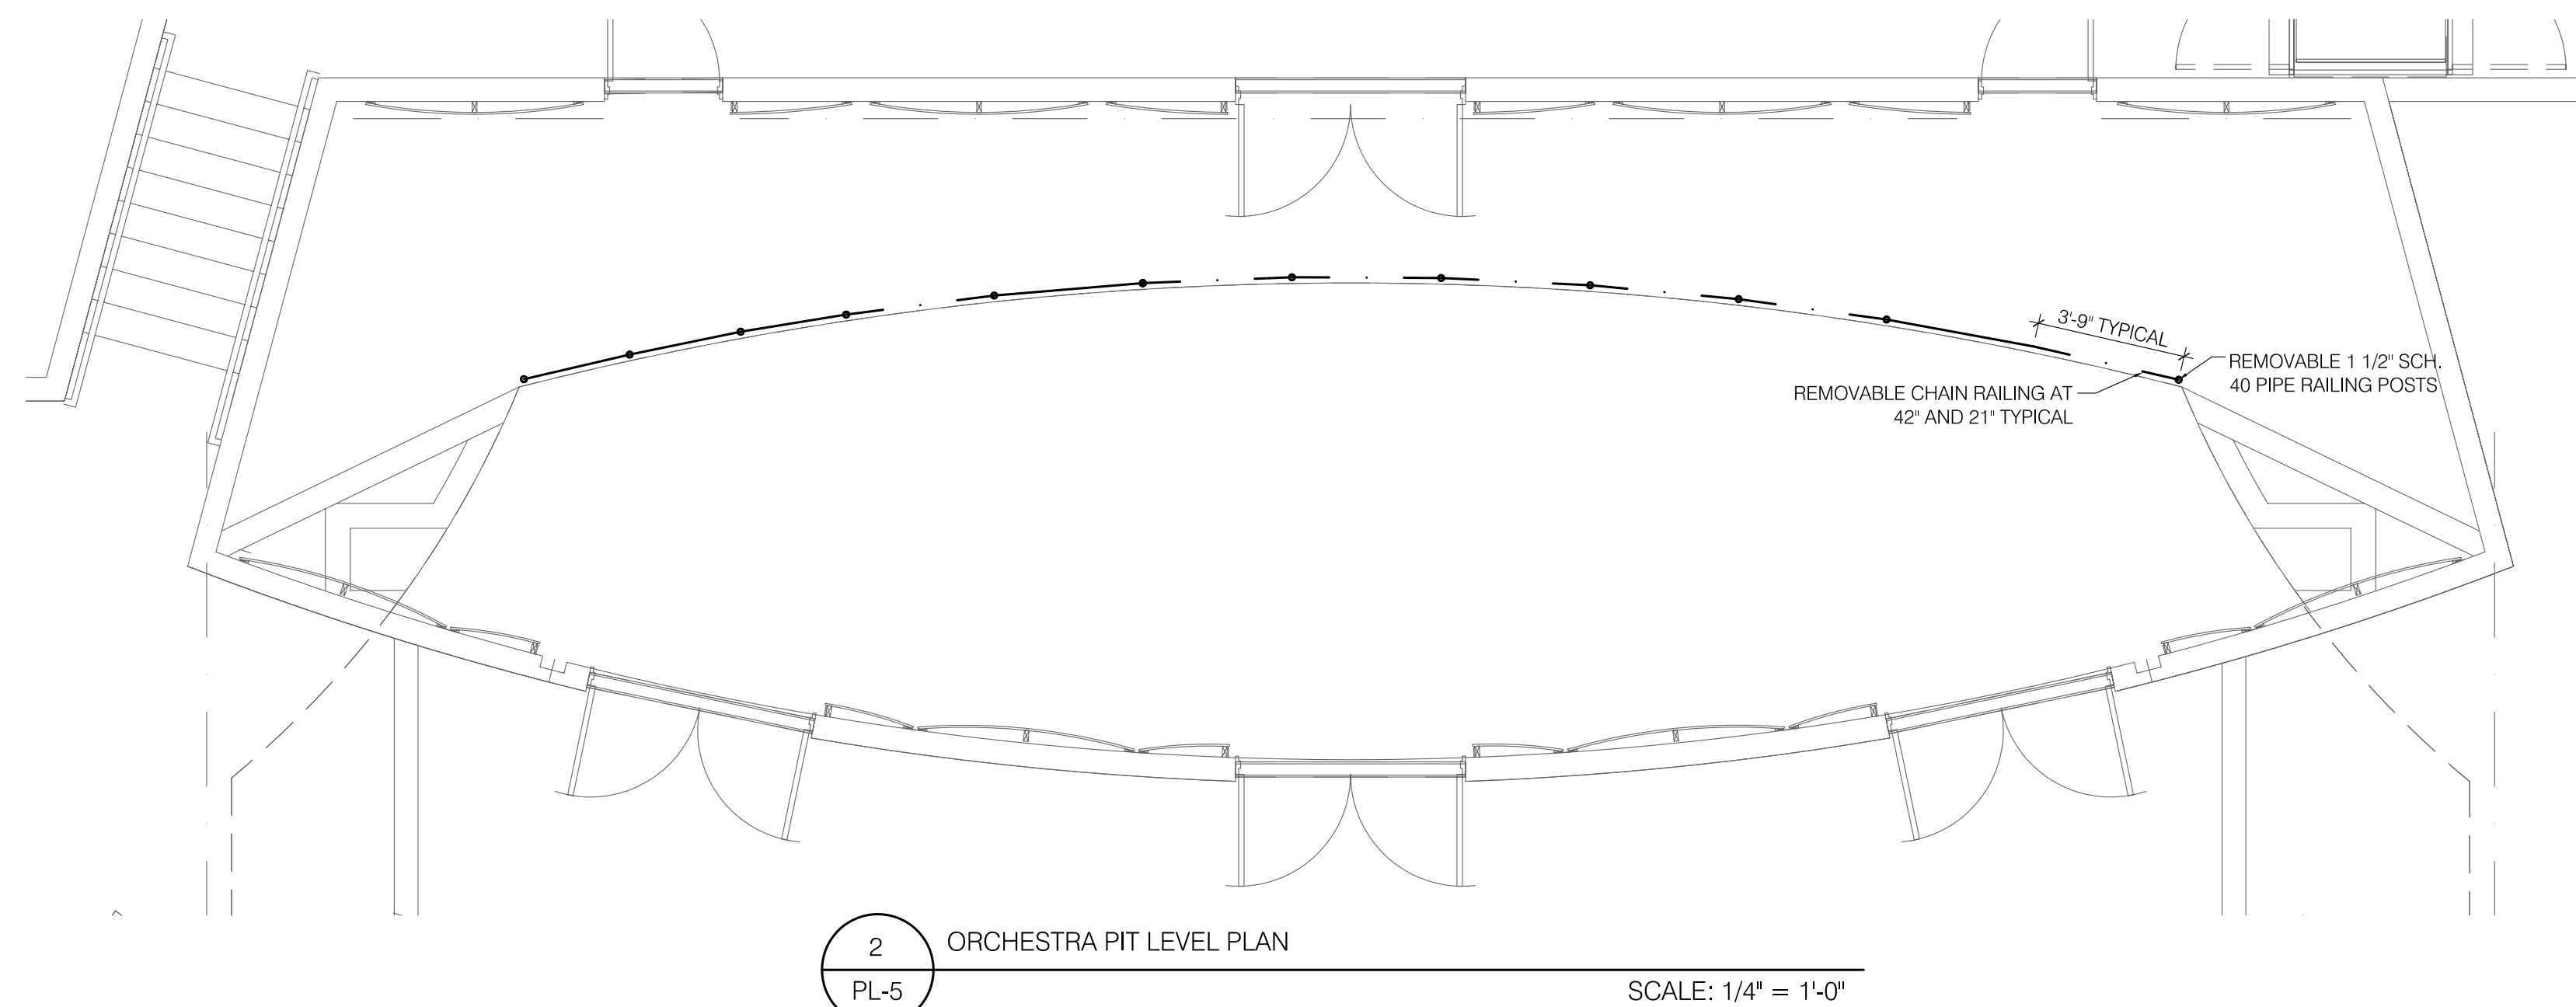 3'-9" TYPICAL
REMOVABLE 1 1/2" SCH.
40 PIPE RAILING POSTS
REMOVABLE CHAIN RAILING AT
42" AND 21" TYPICAL
2
ORCHESTRA PIT LEVEL PLAN
PL-5
SCALE: 1/4" = 1'-0"